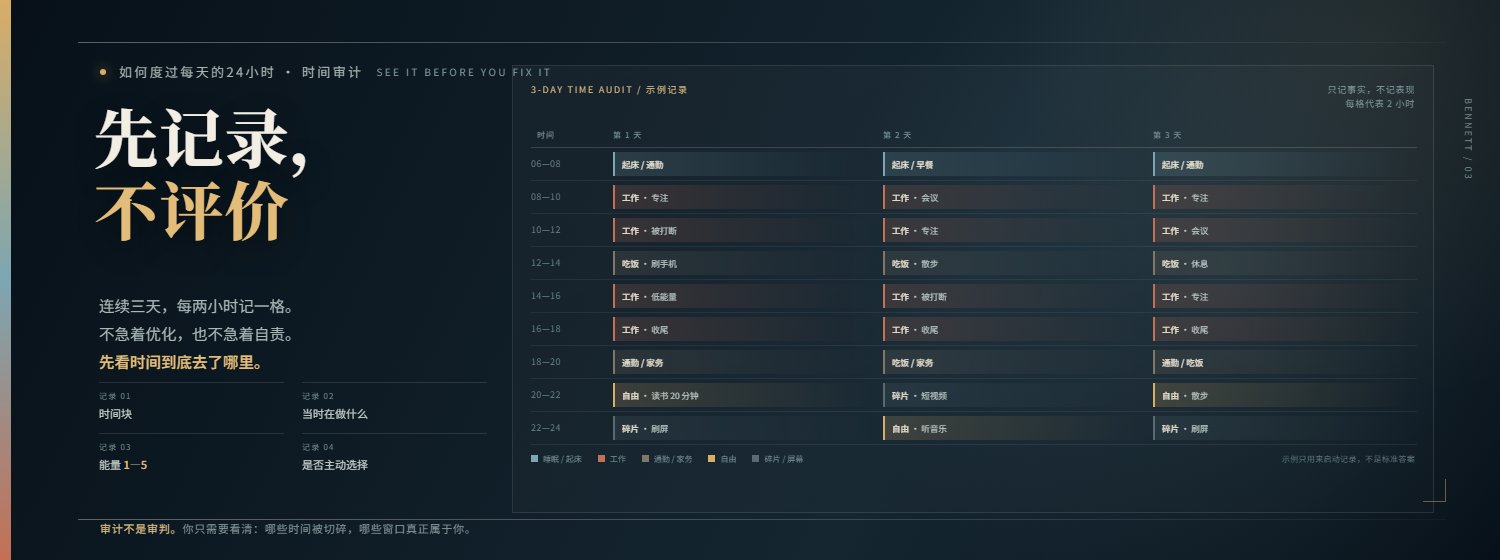 如何度过每天的24小时 · 时间审计 SEE IT BEFORE YOU FIX IT
先记录，
不评价
连续三天，每两小时记一格。
不急着优化，也不急着自责。
先看时间到底去了哪里。
记录 01
时间块
记录 02
当时在做什么
记录 03
能量 1—5
记录 04
是否主动选择
3-DAY TIME AUDIT / 示例记录
只记事实，不记表现
每格代表 2 小时
时间 第 1 天 第 2 天 第 3 天
06—08 起床 / 通勤 起床 / 早餐 起床 / 通勤
08—10 工作 · 专注 工作 · 会议 工作 · 专注
10—12 工作 · 被打断 工作 · 专注 工作 · 会议
12—14 吃饭 · 刷手机 吃饭 · 散步 吃饭 · 休息
14—16 工作 · 低能量 工作 · 被打断 工作 · 专注
16—18 工作 · 收尾 工作 · 收尾 工作 · 收尾
18—20 通勤 / 家务 吃饭 / 家务 通勤 / 吃饭
20—22 自由 · 读书 20 分钟 碎片 · 短视频 自由 · 散步
22—24 碎片 · 刷屏 自由 · 听音乐 碎片 · 刷屏
睡眠 / 起床 工作 通勤 / 家务 自由 碎片 / 屏幕
示例只用来启动记录，不是标准答案
审计不是审判。你只需要看清：哪些时间被切碎，哪些窗口真正属于你。
BENNETT / 03